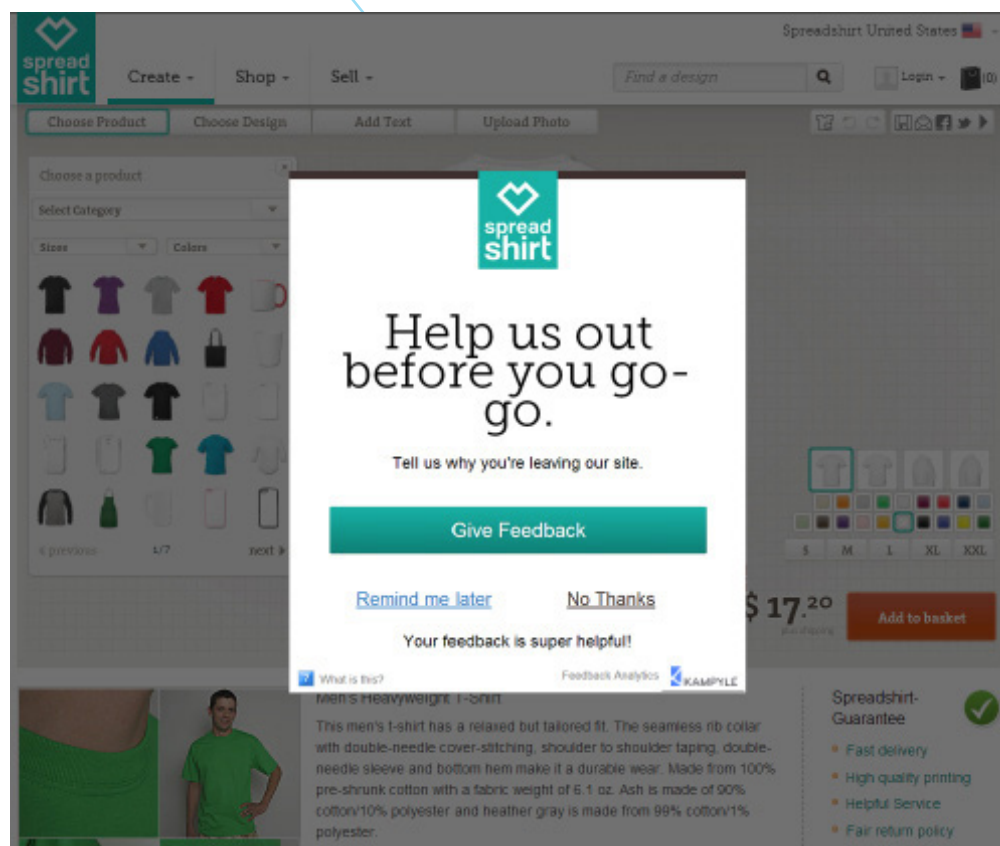 Spreadshirt United States
spread
shirt
Create
Shop
Sell
Find a design
Login
(0)
Choose Product
Choose Design
Add Text
Upload Photo
Choose a product
Select Category
Sizes
Colors
spread
shirt
Help us out
before you go-
go.
Tell us why you're leaving our site.
Give Feedback
Remind me later
No Thanks
Your feedback is super helpful!
What is this?
Feedback Analytics
KAMPYLE
previous
1/7
next
S
M
L
XL
XXL
$ 17.20
plus shipping
Add to basket
Men's Heavyweight T-Shirt
This men's t-shirt has a relaxed but tailored fit. The seamless rib collar
with double-needle cover-stitching, shoulder to shoulder taping, double-
needle sleeve and bottom hem make it a durable wear. Made from 100%
pre-shrunk cotton with a fabric weight of 6.1 oz. Ash is made of 90%
cotton/10% polyester and heather gray is made from 99% cotton/1%
polyester.
Spreadshirt-
Guarantee
Fast delivery
High quality printing
Helpful Service
Fair return policy